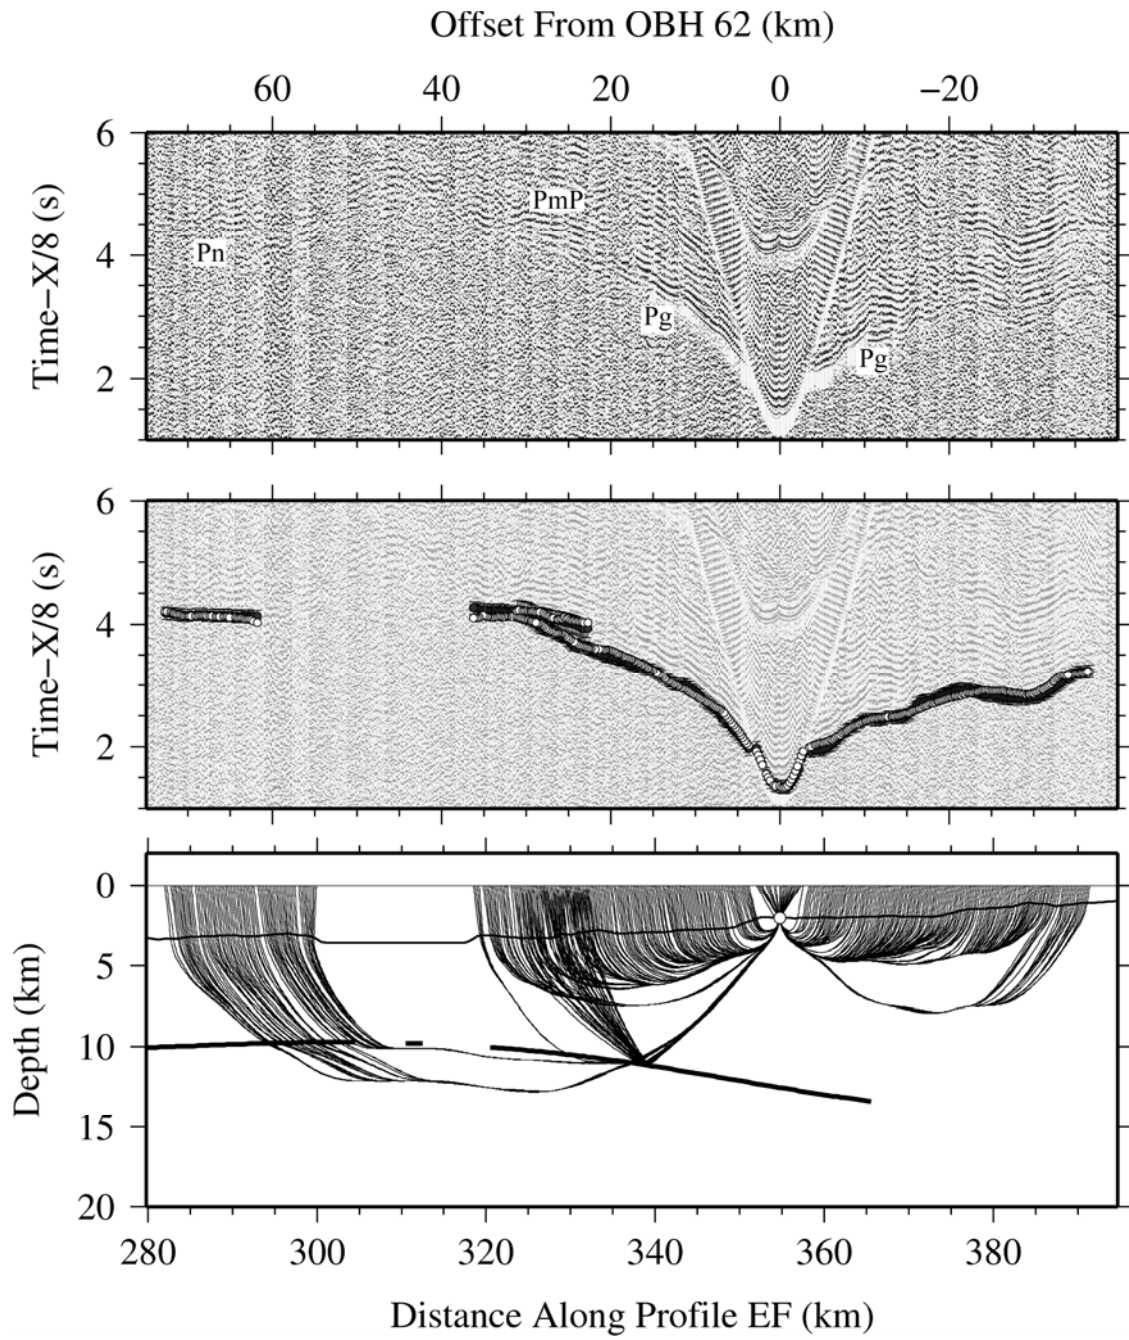 Offset From OBH 62 (km)
60 40 20 0 −20
6
4
2
Time−X/8 (s)
Pn
PmP
Pg
Pg
6
4
2
Time−X/8 (s)
0
5
10
15
20
Depth (km)
280 300 320 340 360 380
Distance Along Profile EF (km)